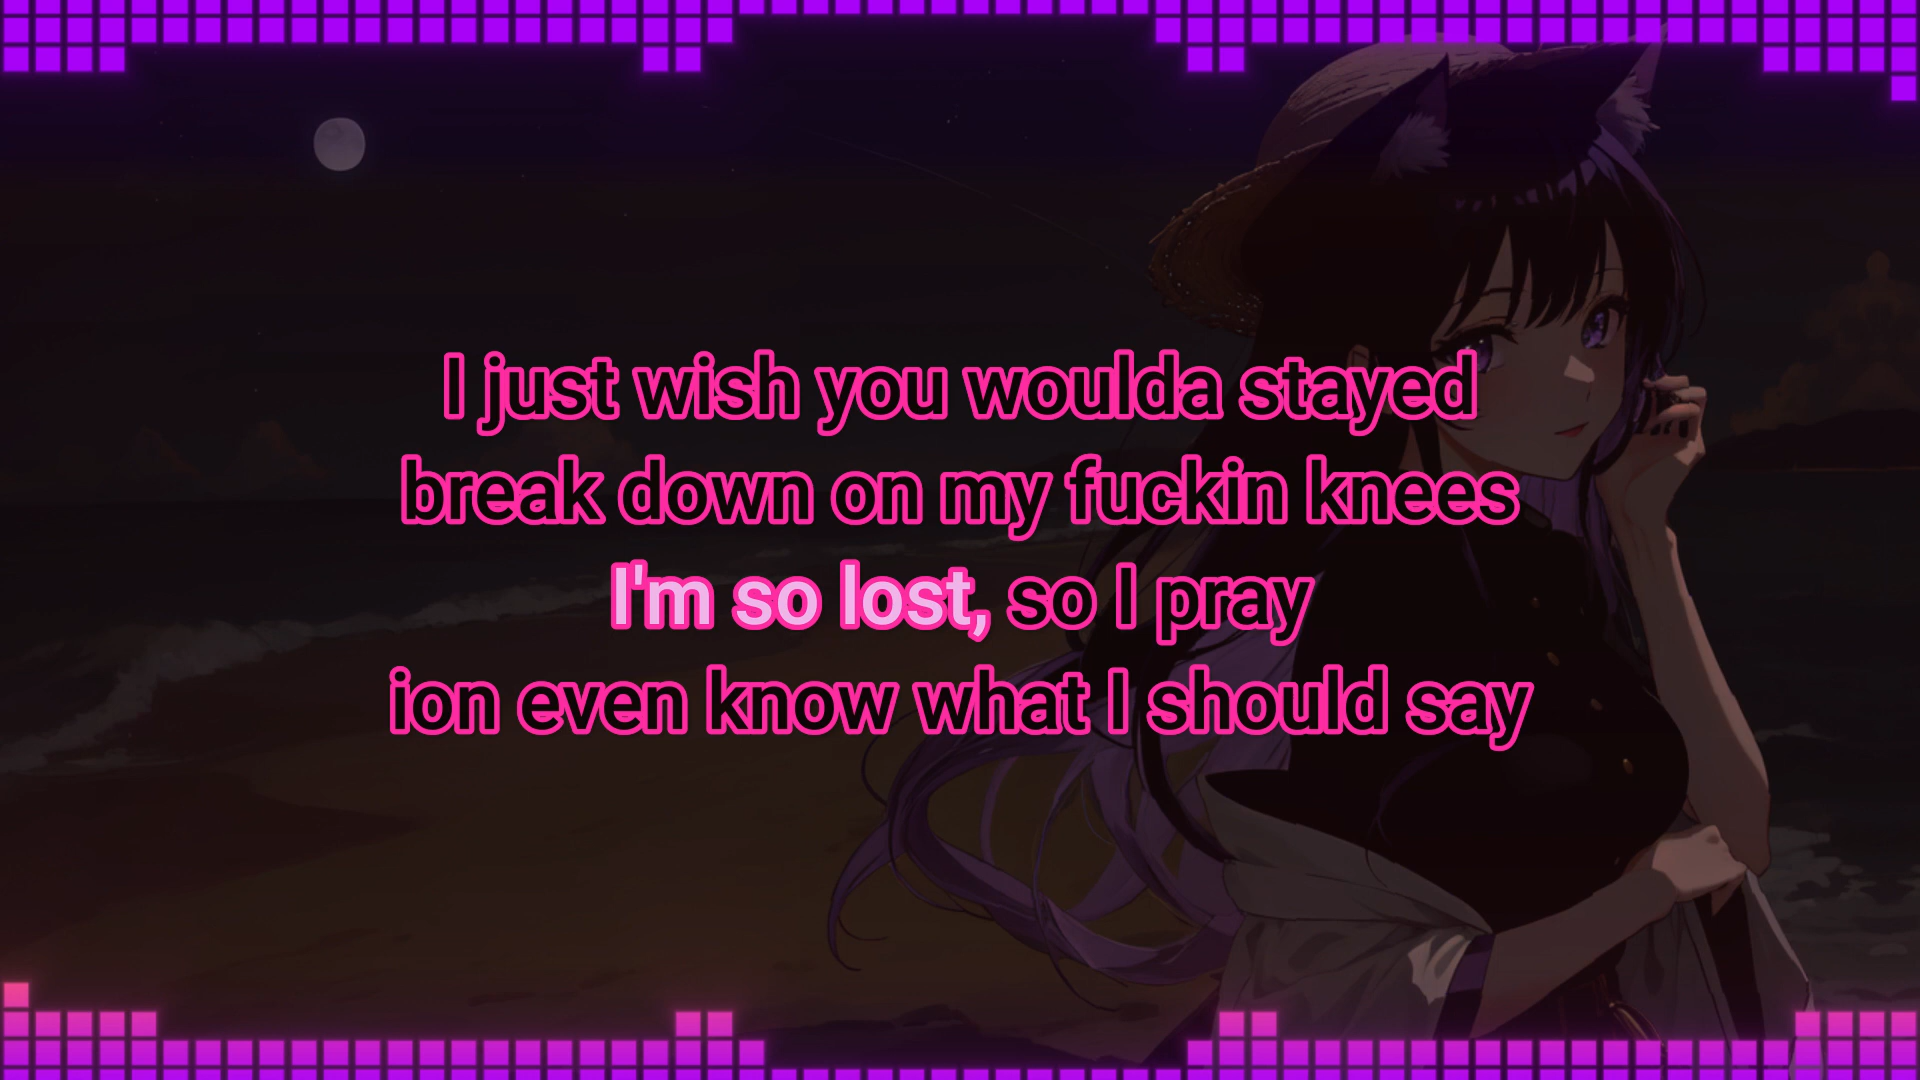 I just wish you woulda stayed
break down on my fuckin knees
I'm so lost, so I pray
ion even know what I should say